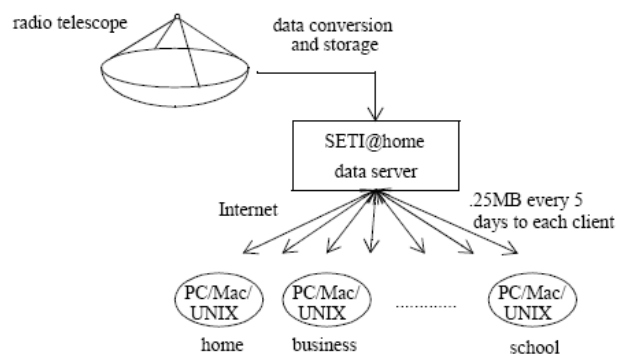 radio telescope
data conversion
and storage
SETI@home
data server
Internet
.25MB every 5
days to each client
PC/Mac/
UNIX
PC/Mac/
UNIX
............
PC/Mac/
UNIX
home
business
school